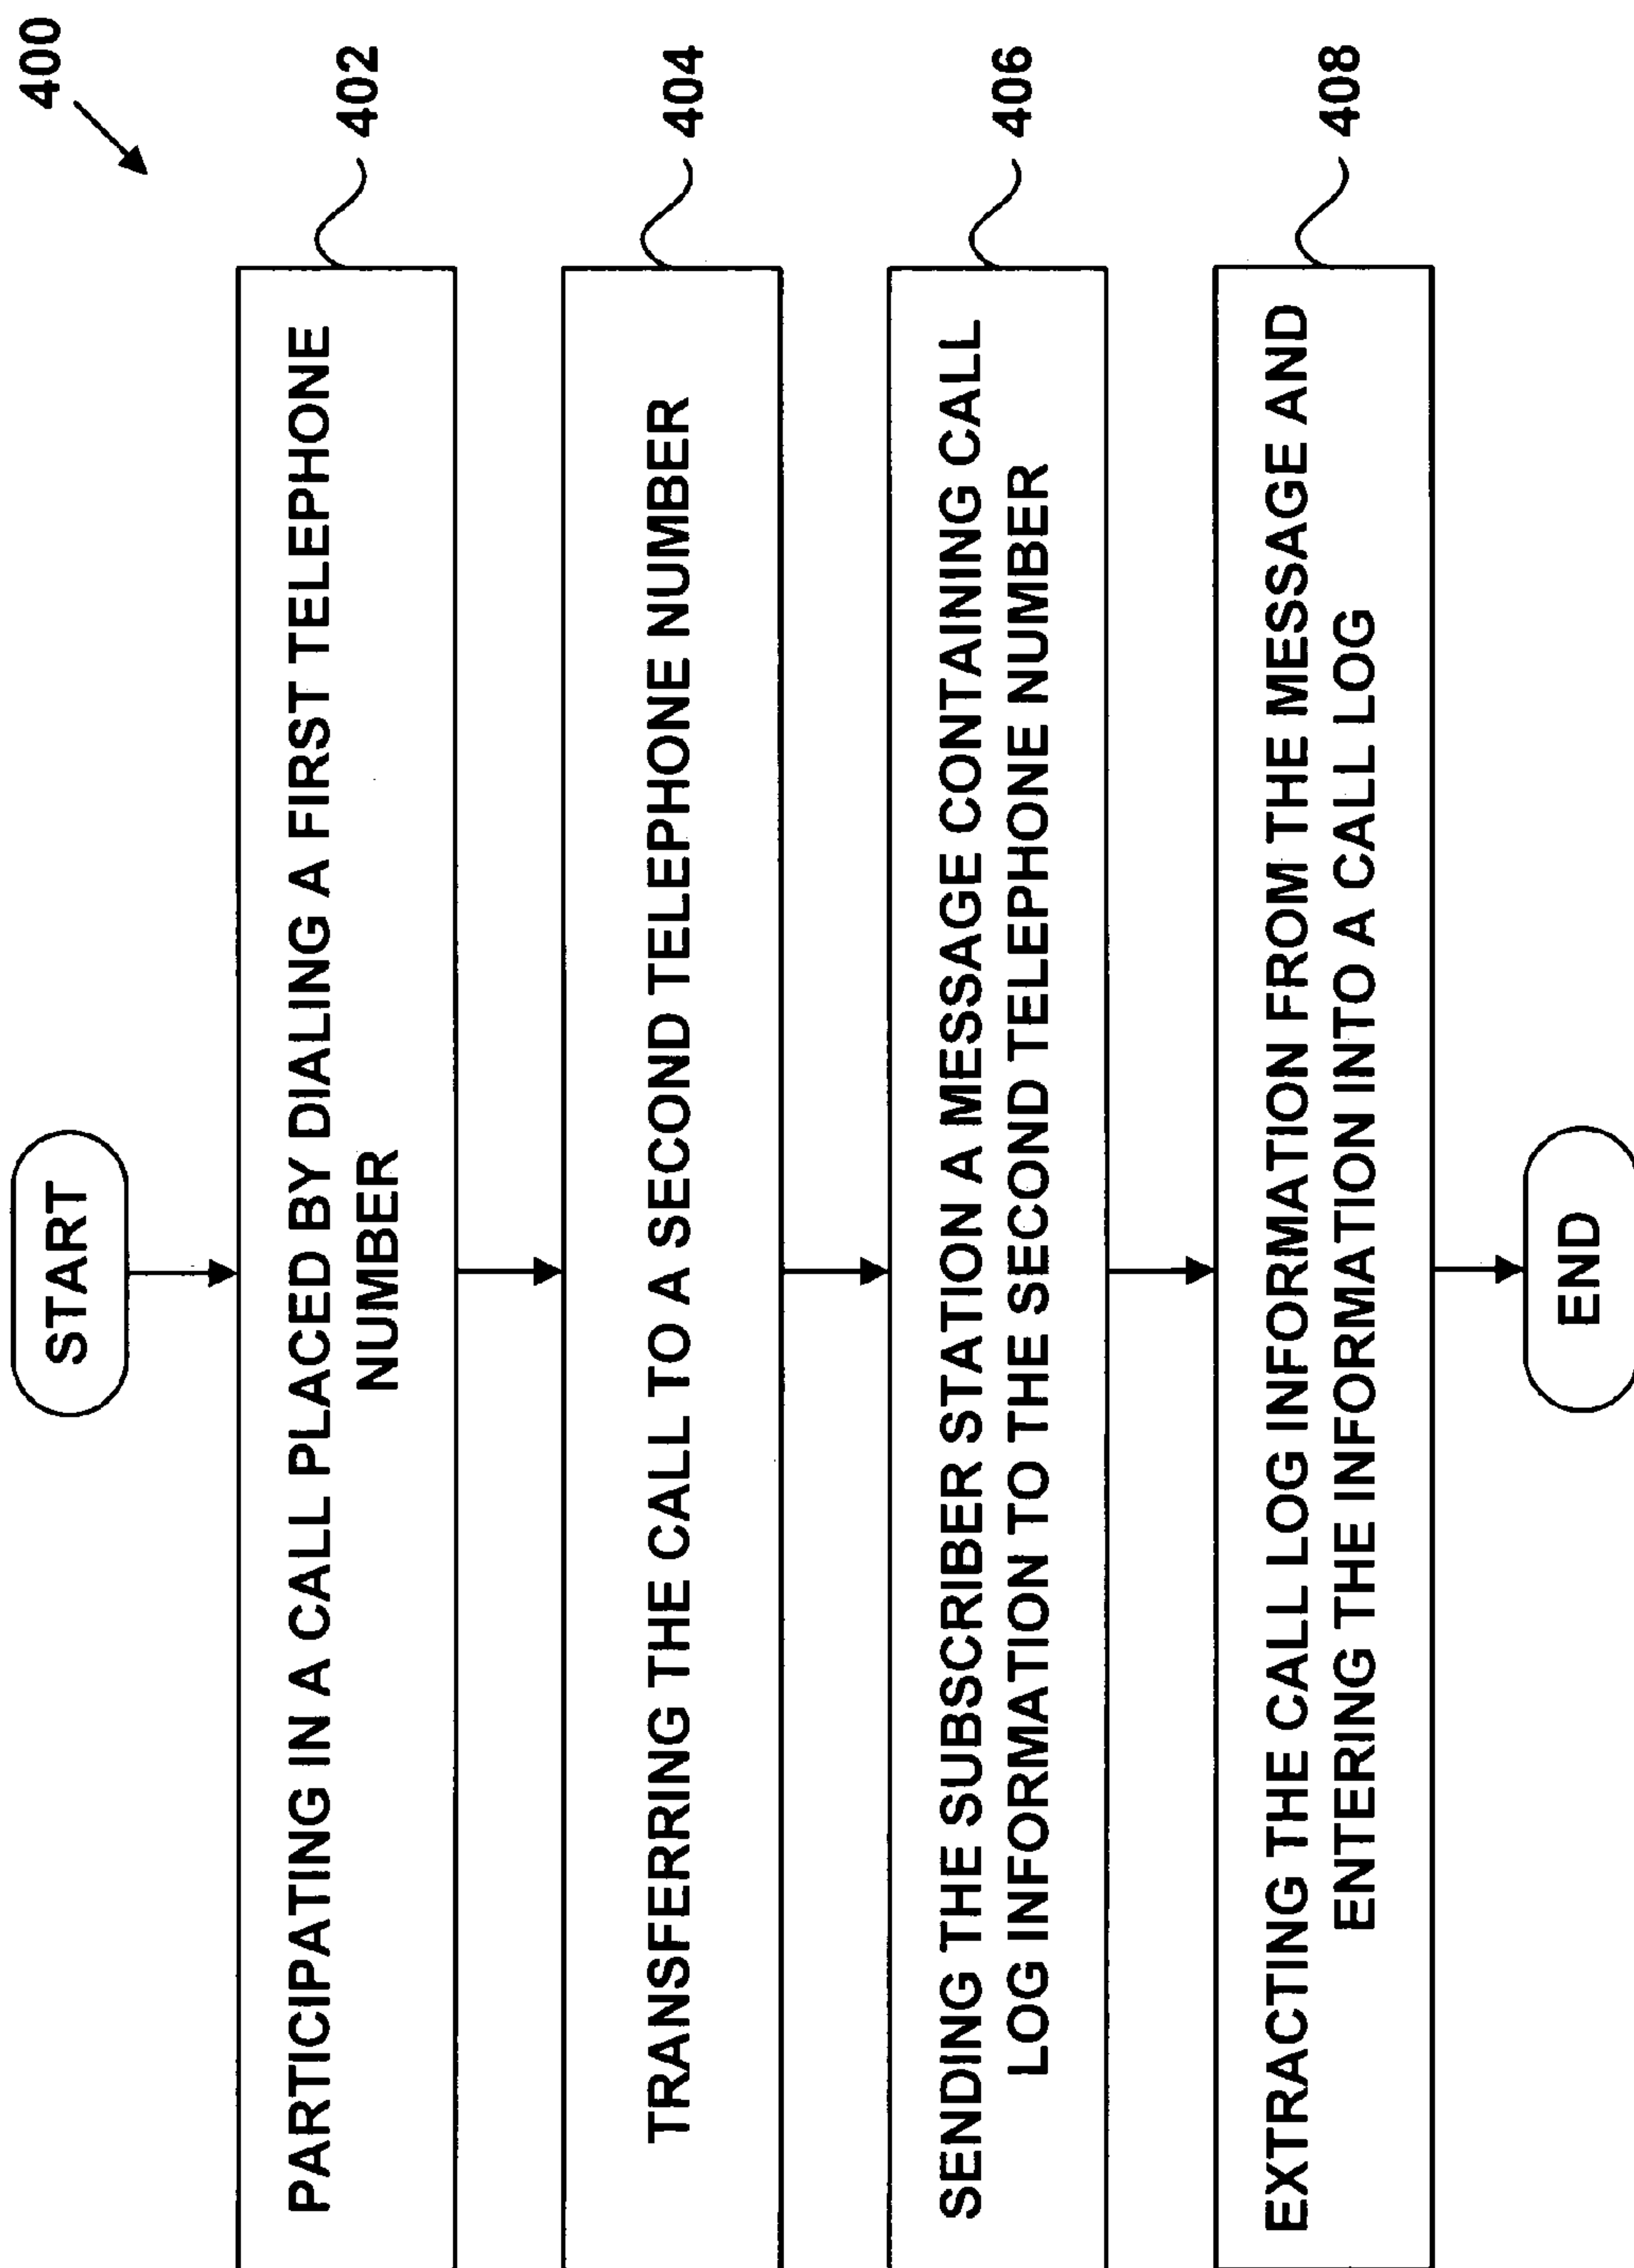 400
START
PARTICIPATING IN A CALL PLACED BY DIALING A FIRST TELEPHONE
NUMBER
402
TRANSFERRING THE CALL TO A SECOND TELEPHONE NUMBER
404
SENDING THE SUBSCRIBER STATION A MESSAGE CONTAINING CALL
LOG INFORMATION TO THE SECOND TELEPHONE NUMBER
406
EXTRACTING THE CALL LOG INFORMATION FROM THE MESSAGE AND
ENTERING THE INFORMATION INTO A CALL LOG
408
END